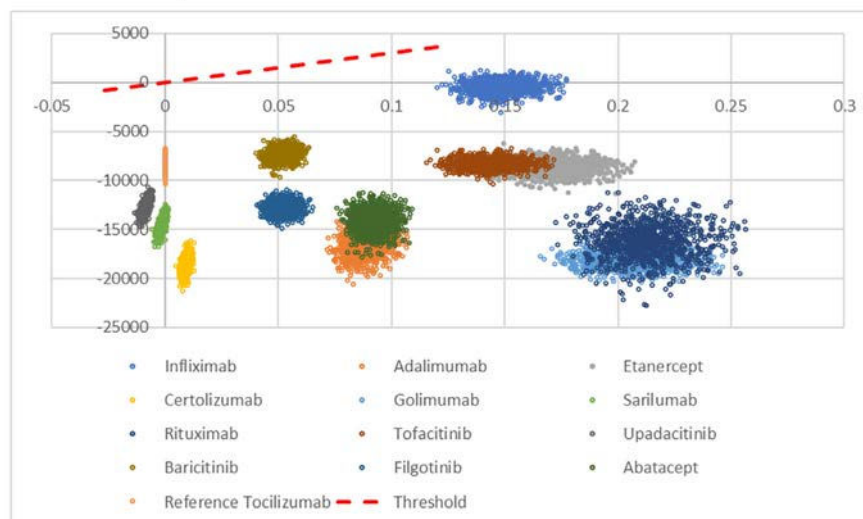 5000
0
-0.05 0 0.05 0.1 0.15 0.2 0.25 0.3
-5000
-10000
-15000
-20000
-25000
Infliximab Adalimumab Etanercept
Certolizumab Golimumab Sarilumab
Rituximab Tofacitinib Upadacitinib
Baricitinib Filgotinib Abatacept
Reference Tocilizumab Threshold